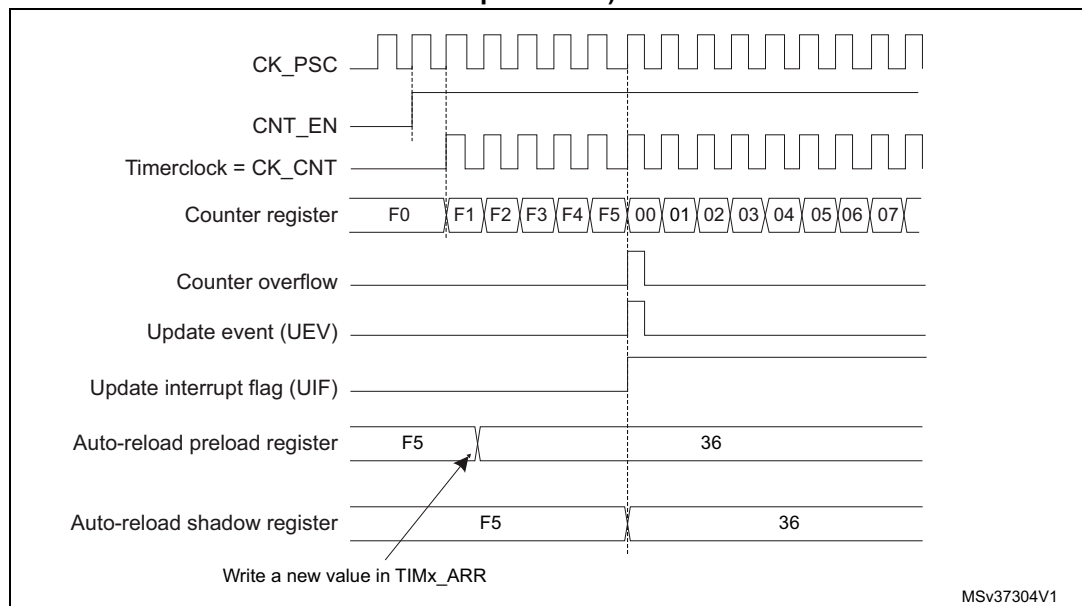 CK_PSC
CNT_EN
Timerclock = CK_CNT
Counter register F0 F1 F2 F3 F4 F5 00 01 02 03 04 05 06 07
Counter overflow
Update event (UEV)
Update interrupt flag (UIF)
Auto-reload preload register F5 36
Auto-reload shadow register F5 36
Write a new value in TIMx_ARR
MSv37304V1